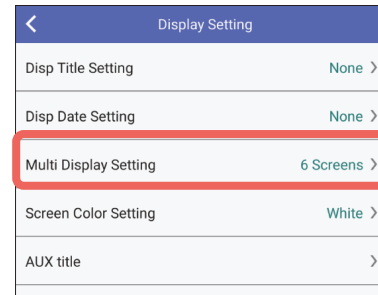 Display Setting
Disp Title Setting None
Disp Date Setting None
Multi Display Setting 6 Screens
Screen Color Setting White
AUX title